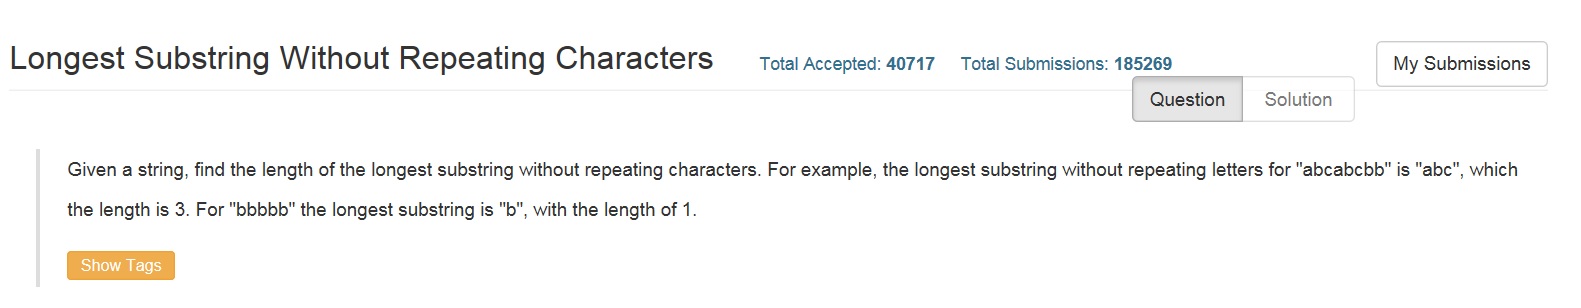 Longest Substring Without Repeating Characters
Total Accepted: 40717 Total Submissions: 185269
My Submissions
Question Solution
Given a string, find the length of the longest substring without repeating characters. For example, the longest substring without repeating letters for "abcabcbb" is "abc", which
the length is 3. For "bbbbb" the longest substring is "b", with the length of 1.
Show Tags